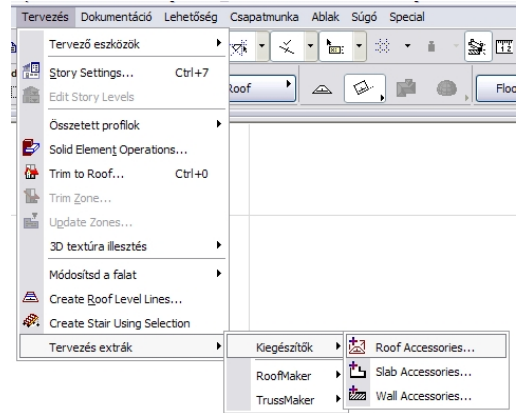 Tervezés Dokumentáció Lehetőség Csapatmunka Ablak Súgó Special
Tervező eszközök
Story Settings... Ctrl+7
Edit Story Levels
Roof
Floo
Összetett profilok
Solid Element Operations...
Trim to Roof... Ctrl+0
Trim Zone...
Update Zones...
3D textúra illesztés
Módosítsd a falat
Create Roof Level Lines...
Create Stair Using Selection
Tervezés extrák
Kiegészítők
RoofMaker
TrussMaker
Roof Accessories...
Slab Accessories...
Wall Accessories...